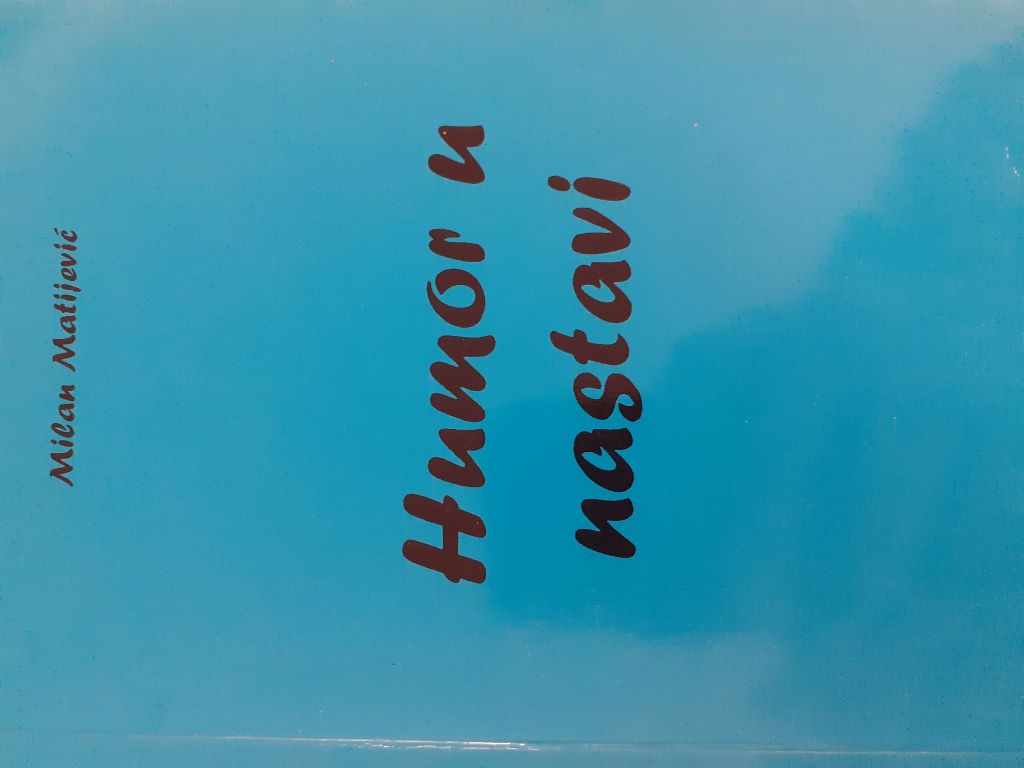 Milan Matijević
Humor u
nastavi